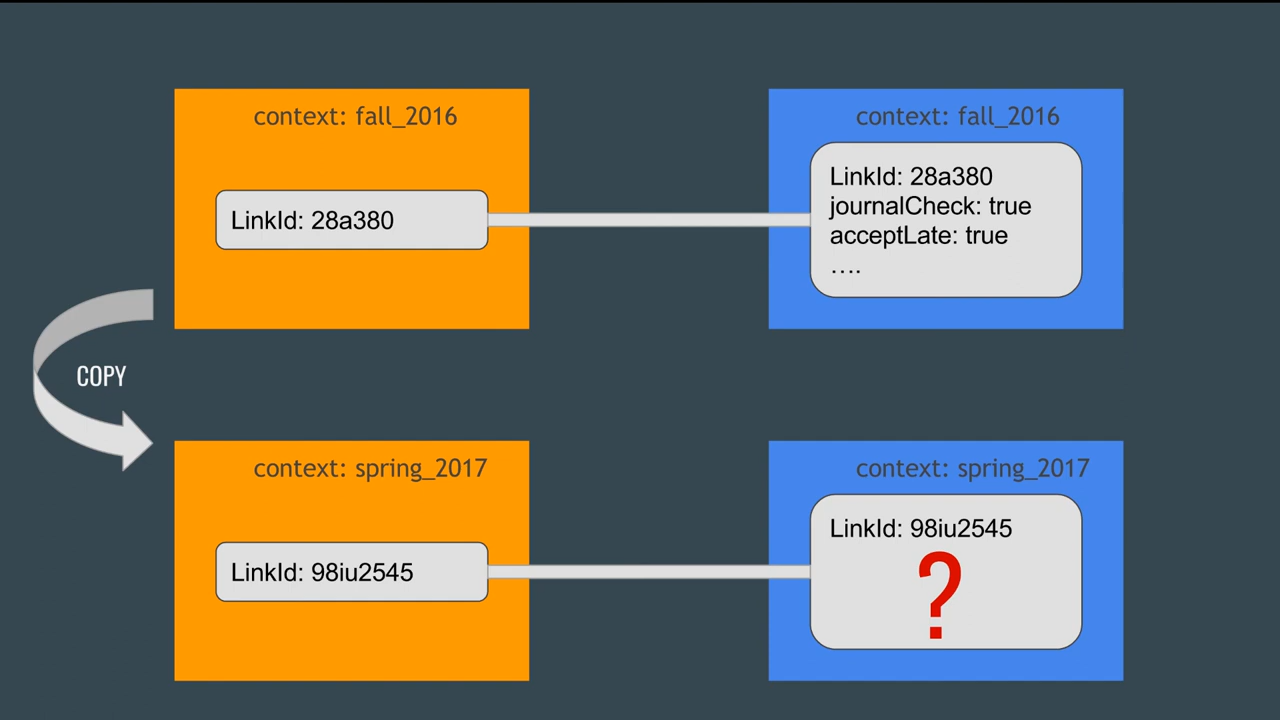 context: fall_2016
LinkId: 28a380
context: fall_2016
LinkId: 28a380
journalCheck: true
acceptLate: true
....
COPY
context: spring_2017
LinkId: 98iu2545
context: spring_2017
LinkId: 98iu2545
?